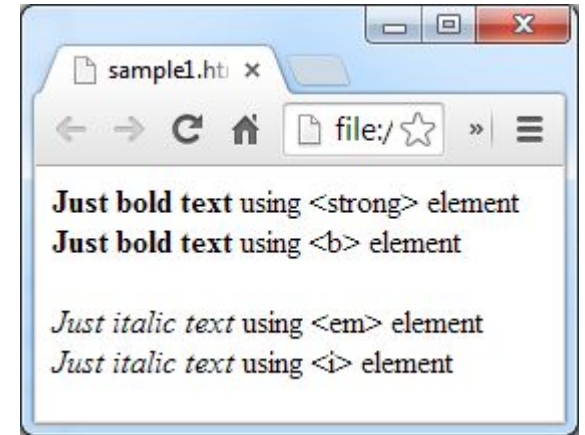 sample1.ht
file:/
Just bold text using <strong> element
Just bold text using <b> element
Just italic text using <em> element
Just italic text using <i> element